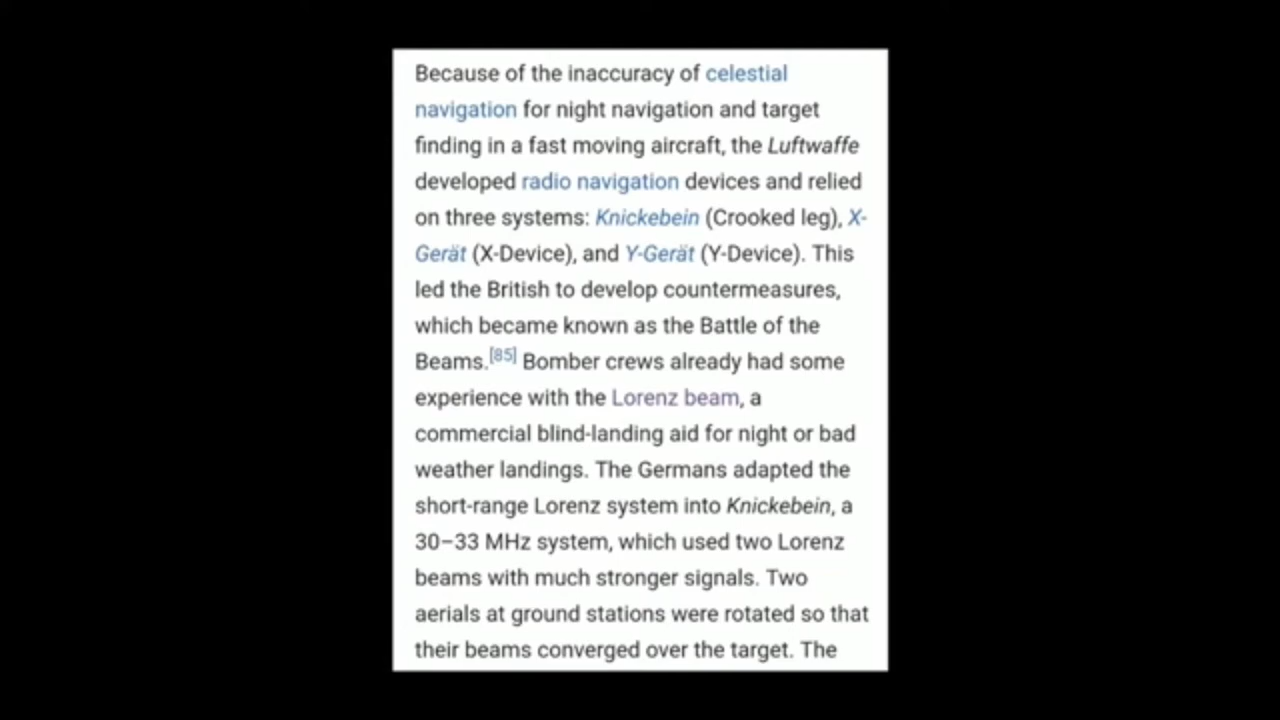 Because of the inaccuracy of celestial
navigation for night navigation and target
finding in a fast moving aircraft, the Luftwaffe
developed radio navigation devices and relied
on three systems: Knickebein (Crooked leg), X-
Gerät (X-Device), and Y-Gerät (Y-Device). This
led the British to develop countermeasures,
which became known as the Battle of the
Beams.[85] Bomber crews already had some
experience with the Lorenz beam, a
commercial blind-landing aid for night or bad
weather landings. The Germans adapted the
short-range Lorenz system into Knickebein, a
30–33 MHz system, which used two Lorenz
beams with much stronger signals. Two
aerials at ground stations were rotated so that
their beams converged over the target. The